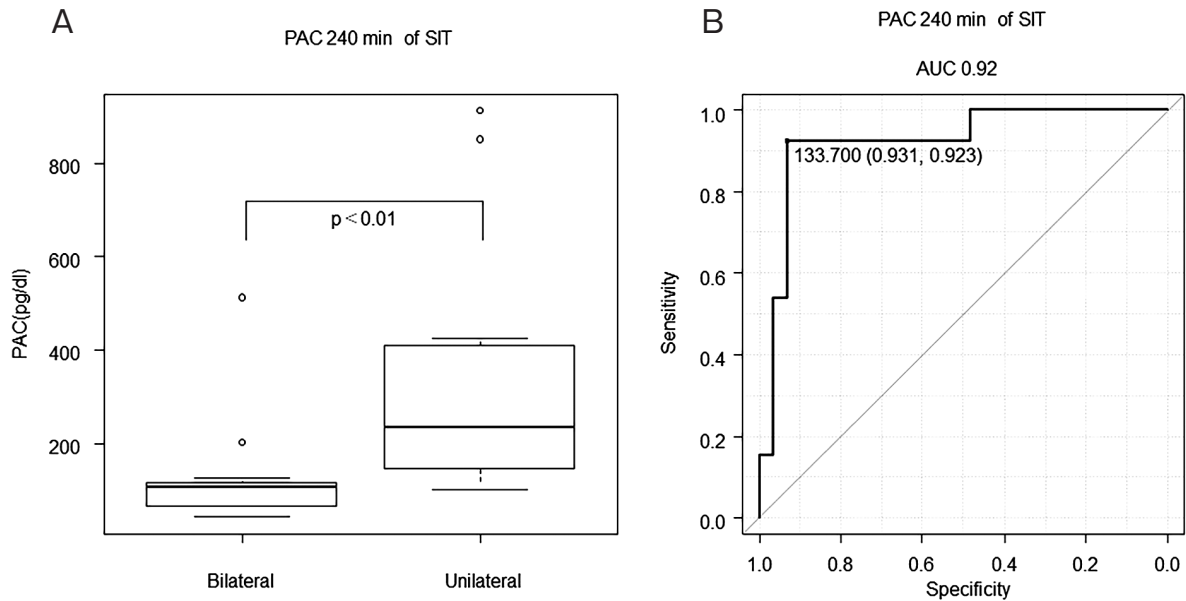 A
PAC 240 min of SIT
PAC(pg/dl)
800
600
400
200
p<0.01
Bilateral
Unilateral
B
PAC 240 min of SIT
AUC 0.92
Sensitivity
1.0
0.8
0.6
0.4
0.2
0.0
133.700 (0.931, 0.923)
1.0 0.8 0.6 0.4 0.2 0.0
Specificity